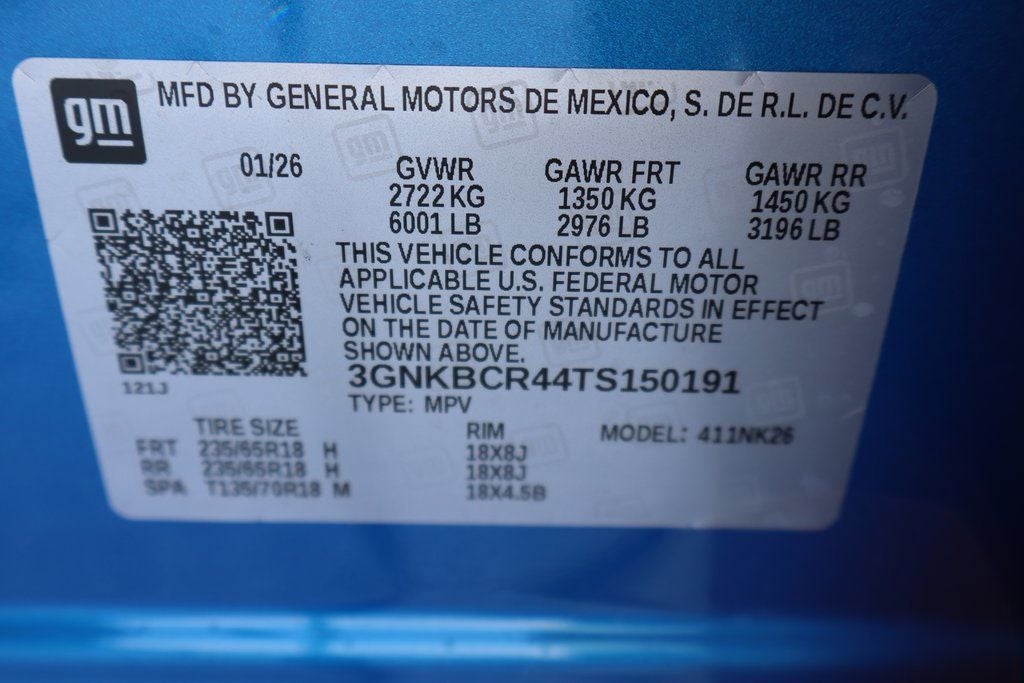 gm
MFD BY GENERAL MOTORS DE MEXICO, S. DE R.L. DE C.V.
01/26 GVWR GAWR FRT GAWR RR
2722 KG 1350 KG 1450 KG
6001 LB 2976 LB 3196 LB
THIS VEHICLE CONFORMS TO ALL
APPLICABLE U.S. FEDERAL MOTOR
VEHICLE SAFETY STANDARDS IN EFFECT
ON THE DATE OF MANUFACTURE
SHOWN ABOVE.
121J
3GNKBCR44TS150191
TYPE: MPV
TIRE SIZE RIM MODEL: 411NK26
FRT 235/65R18 H 18X8J
RR 235/65R18 H 18X8J
SPA T135/70R18 M 18X4.5B